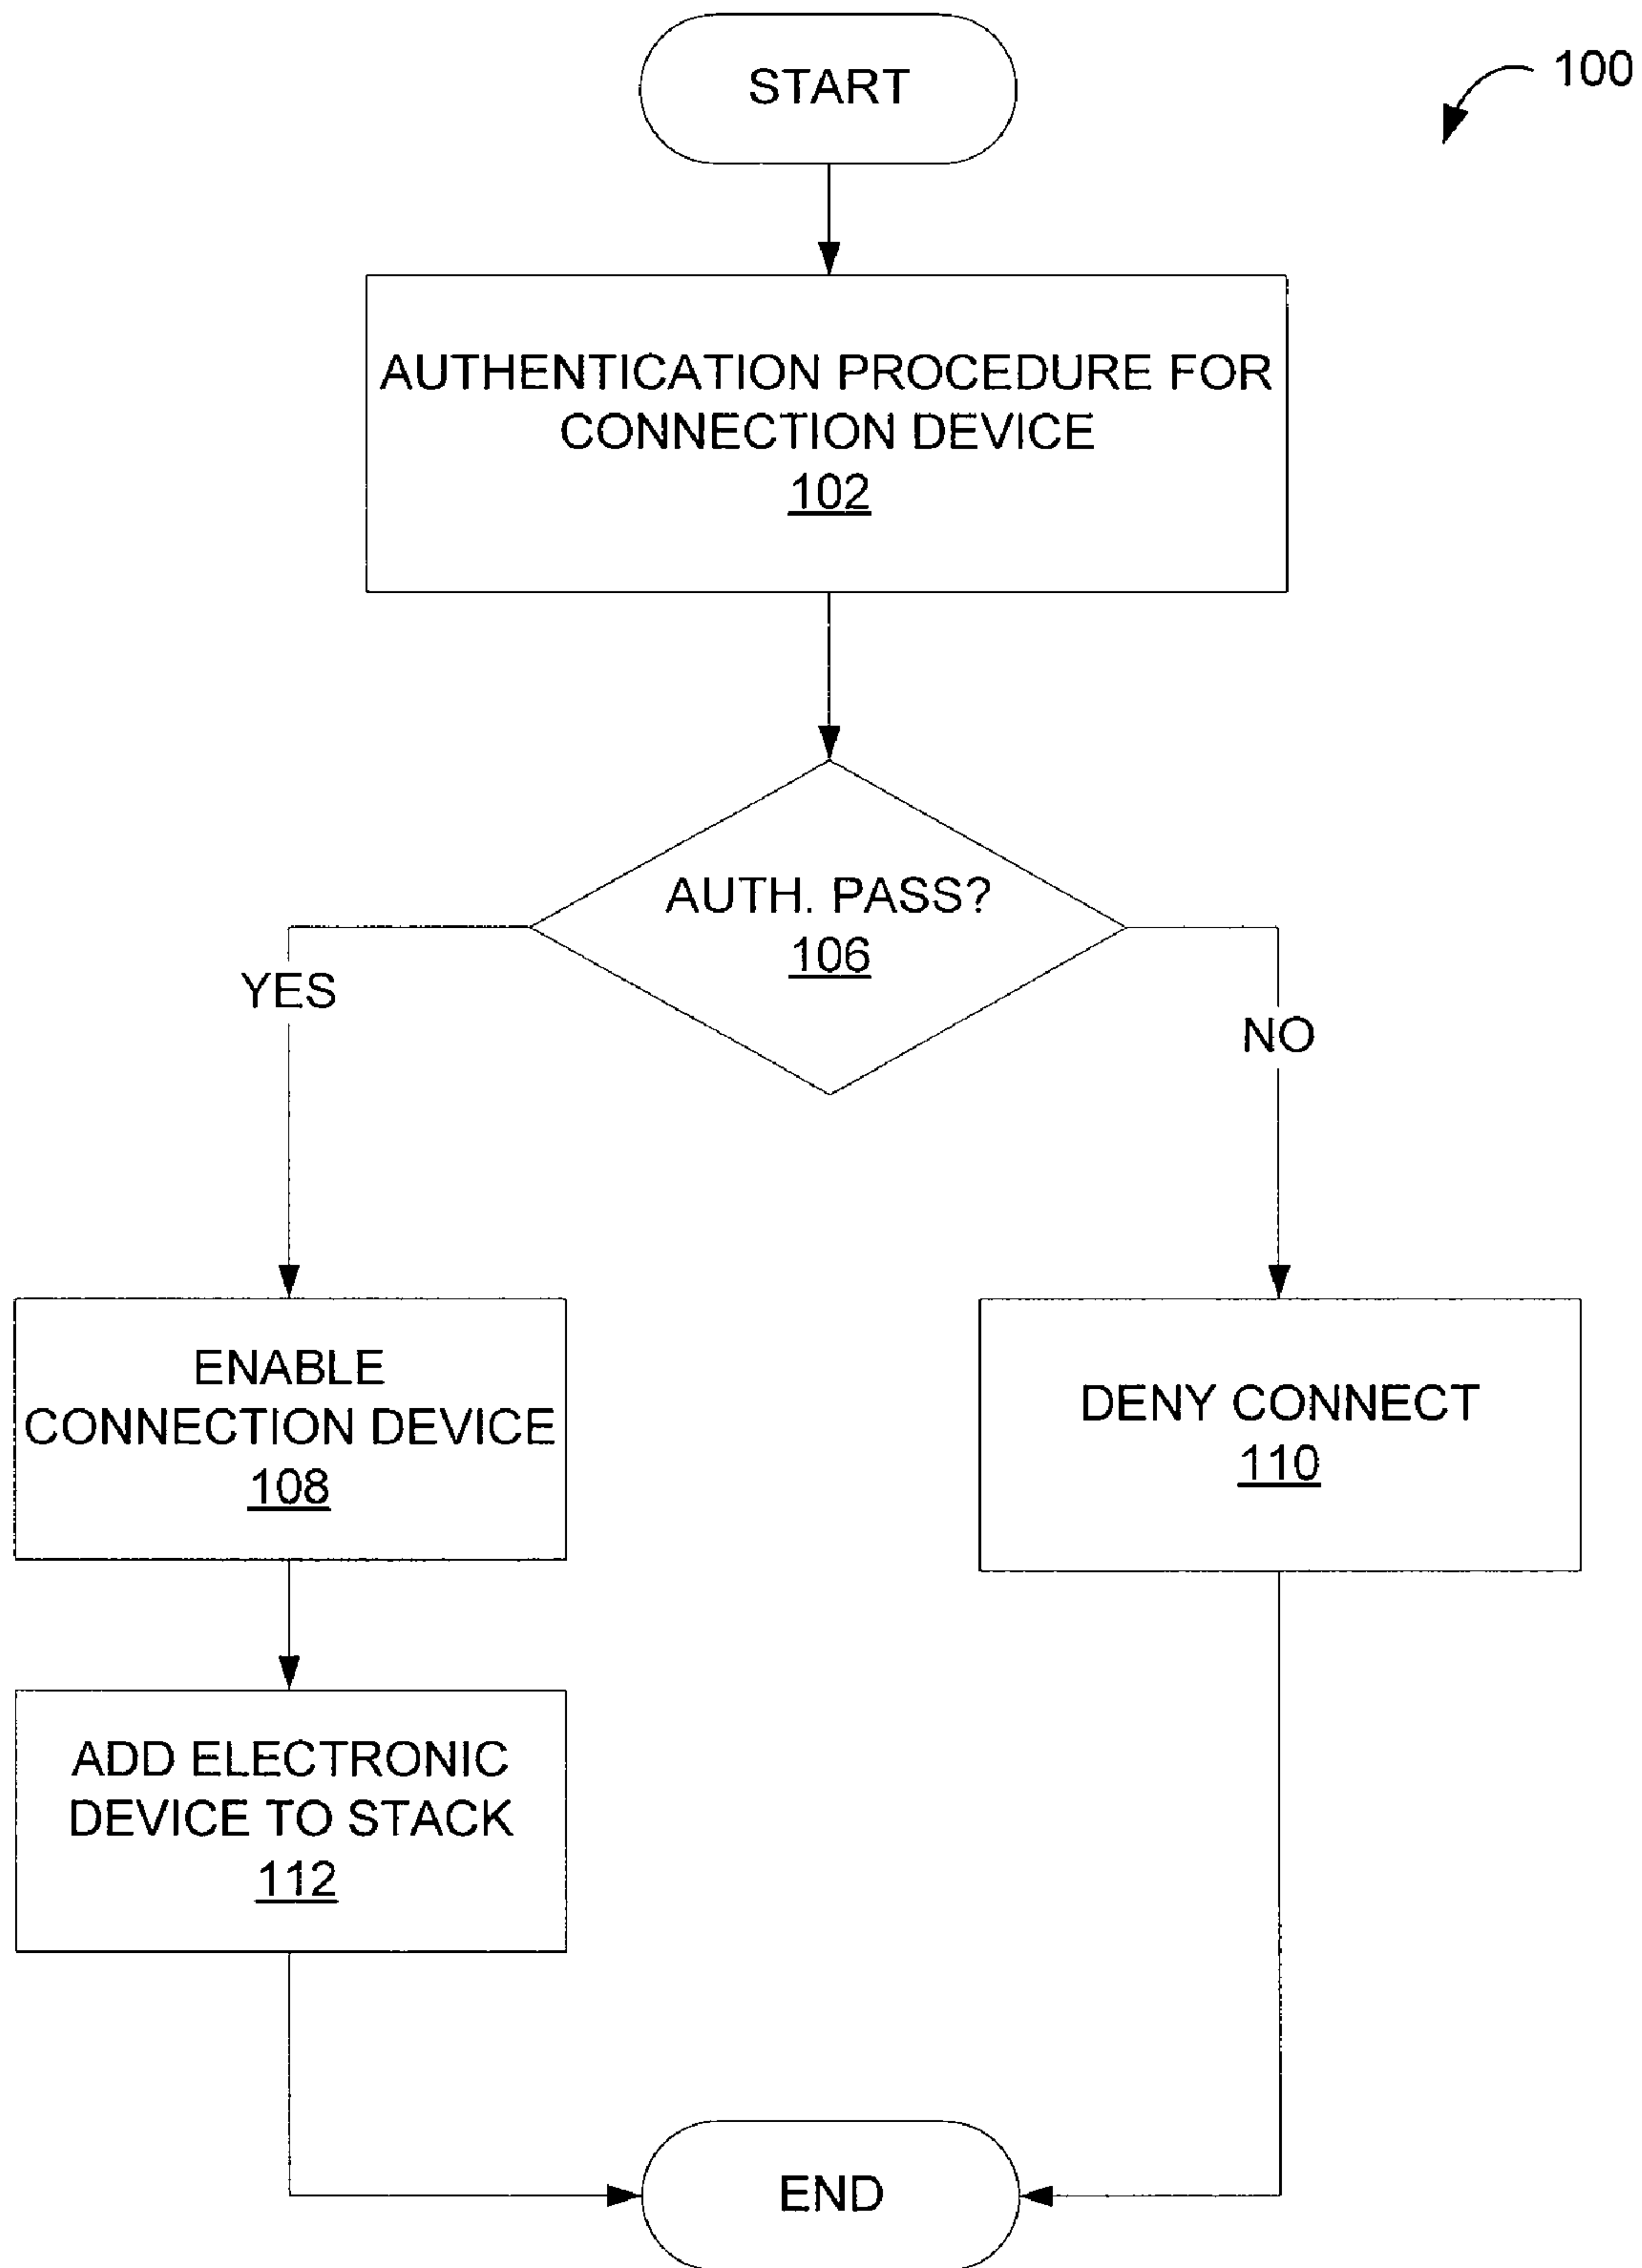 START
100
AUTHENTICATION PROCEDURE FOR
CONNECTION DEVICE
102
AUTH. PASS?
106
YES
NO
ENABLE
CONNECTION DEVICE
108
DENY CONNECT
110
ADD ELECTRONIC
DEVICE TO STACK
112
END